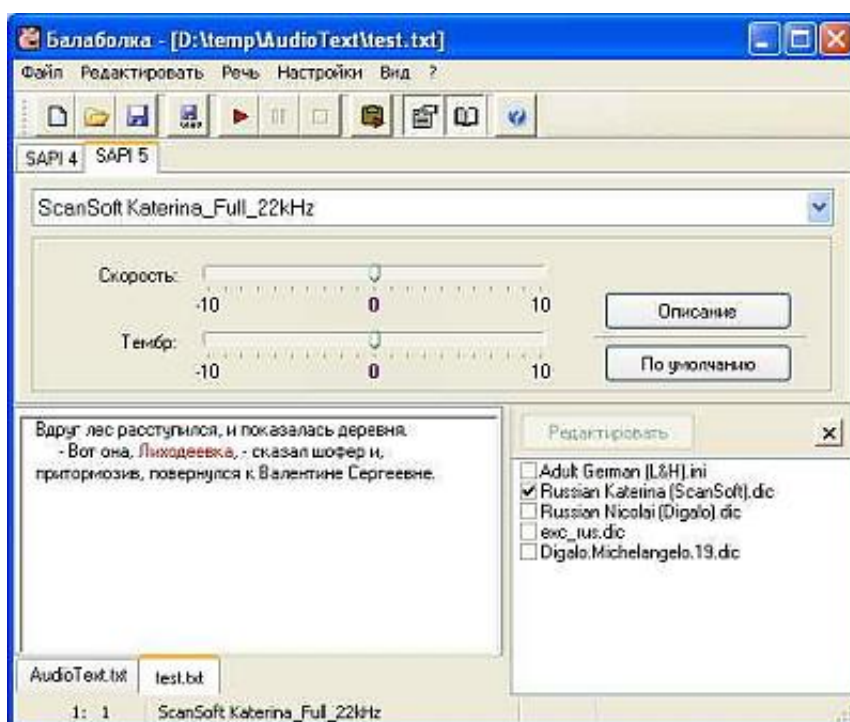 Балаболка - [D:\temp\AudioText\test.txt]
Файл Редактировать Речь Настройки Вид ?
SAPI 4 SAPI 5
ScanSoft Katerina_Full_22kHz
Скорость:
-10 0 10
Описание
Тембр:
-10 0 10
По умолчанию
Вдруг лес расступился, и показалась деревня.
- Вот она, Лиходеевка, - сказал шофер и,
притормозив, повернулся к Валентине Сергеевне.
Редактировать
Adult German (L&H).ini
Russian Katerina (ScanSoft).dic
Russian Nicolai (Digalo).dic
exc_rus.dic
Digalo.Michelangelo.19.dic
AudioText.txt test.txt
1: 1 ScanSoft Katerina_Full_22kHz